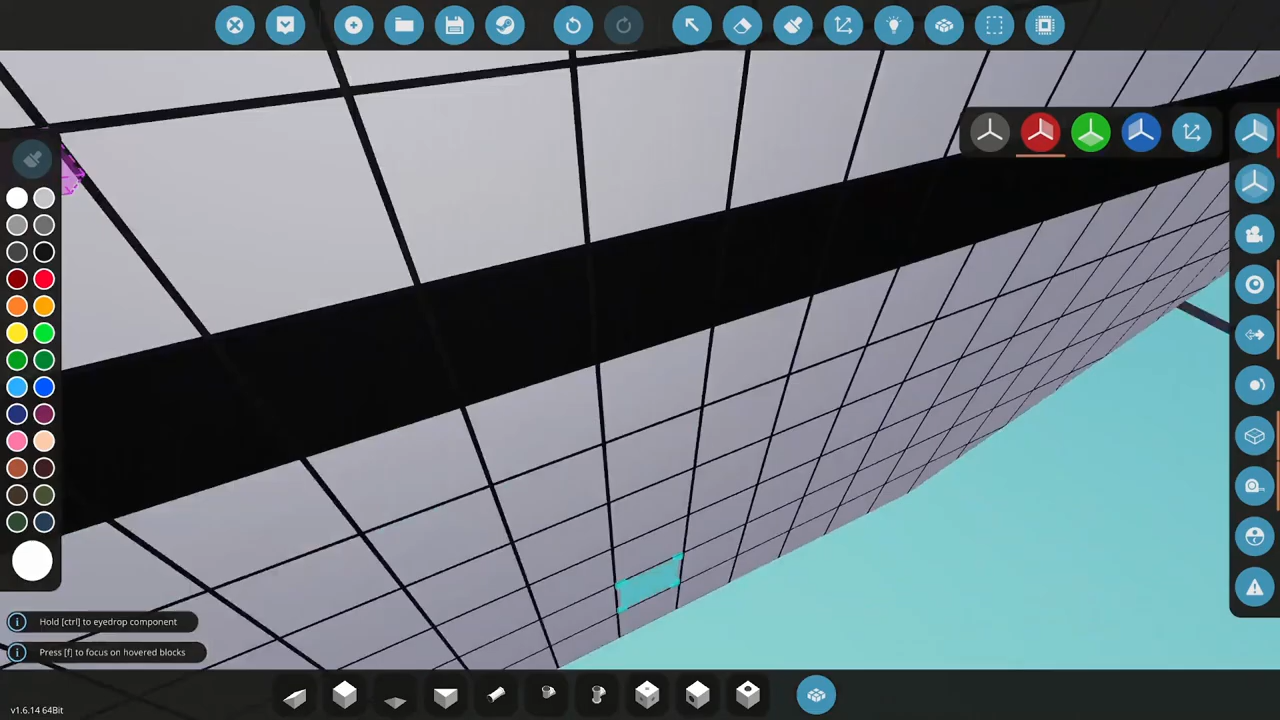 Hold [ctrl] to eyedrop component
Press [f] to focus on hovered blocks
v1.6.14 64Bit